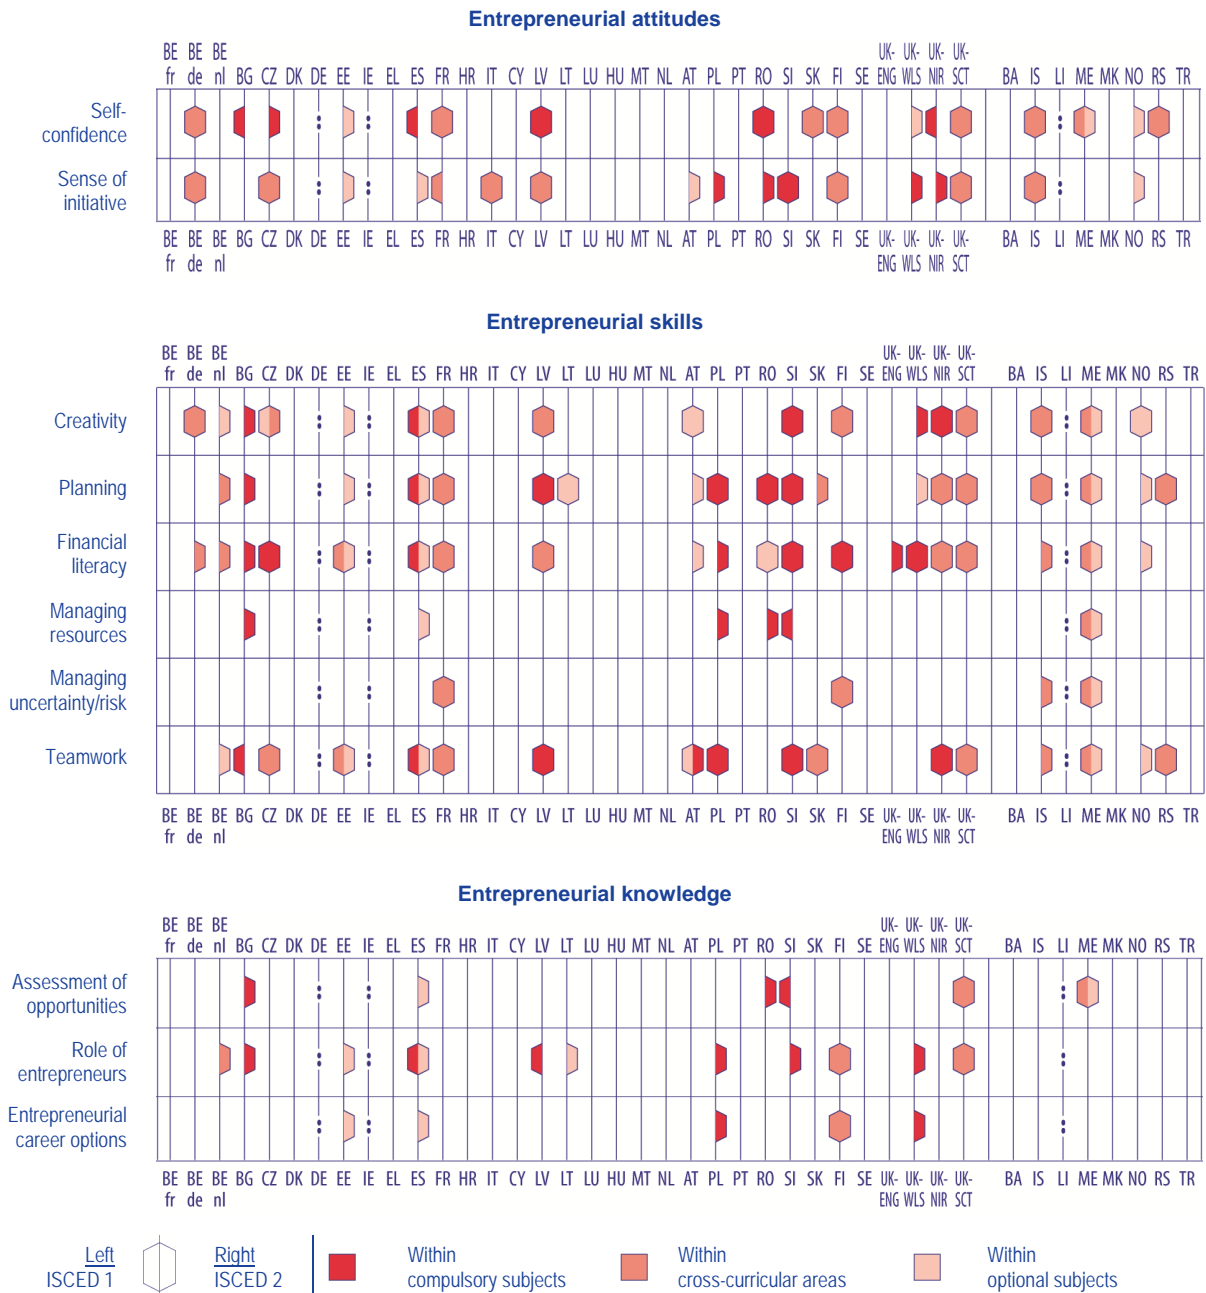 Entrepreneurial attitudes
BE BE BE UK- UK- UK- UK-
fr de nl BG CZ DK DE EE IE EL ES FR HR IT CY LV LT LU HU MT NL AT PL PT RO SI SK FI SE ENG WLS NIR SCT BA IS LI ME MK NO RS TR
Self-
confidence
Sense of
initiative
BE BE BE BG CZ DK DE EE IE EL ES FR HR IT CY LV LT LU HU MT NL AT PL PT RO SI SK FI SE UK- UK- UK- UK- BA IS LI ME MK NO RS TR
fr de nl ENG WLS NIR SCT
Entrepreneurial skills
BE BE BE UK- UK- UK- UK-
fr de nl BG CZ DK DE EE IE EL ES FR HR IT CY LV LT LU HU MT NL AT PL PT RO SI SK FI SE ENG WLS NIR SCT BA IS LI ME MK NO RS TR
Creativity
Planning
Financial
literacy
Managing
resources
Managing
uncertainty/risk
Teamwork
BE BE BE BG CZ DK DE EE IE EL ES FR HR IT CY LV LT LU HU MT NL AT PL PT RO SI SK FI SE UK- UK- UK- UK- BA IS LI ME MK NO RS TR
fr de nl ENG WLS NIR SCT
Entrepreneurial knowledge
BE BE BE UK- UK- UK- UK-
fr de nl BG CZ DK DE EE IE EL ES FR HR IT CY LV LT LU HU MT NL AT PL PT RO SI SK FI SE ENG WLS NIR SCT BA IS LI ME MK NO RS TR
Assessment of
opportunities
Role of
entrepreneurs
Entrepreneurial
career options
BE BE BE BG CZ DK DE EE IE EL ES FR HR IT CY LV LT LU HU MT NL AT PL PT RO SI SK FI SE UK- UK- UK- UK- BA IS LI ME MK NO RS TR
fr de nl ENG WLS NIR SCT
Left Right Within Within Within
ISCED 1 ISCED 2 compulsory subjects cross-curricular areas optional subjects